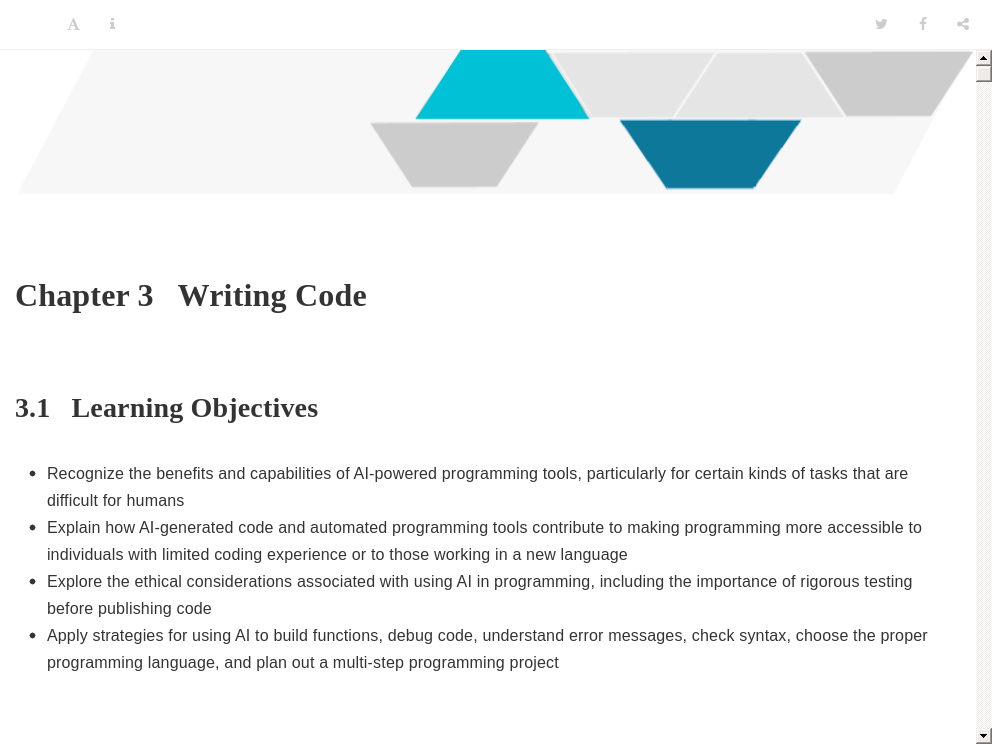 Chapter 3 Writing Code
3.1 Learning Objectives
• Recognize the benefits and capabilities of AI-powered programming tools, particularly for certain kinds of tasks that are
difficult for humans
• Explain how AI-generated code and automated programming tools contribute to making programming more accessible to
individuals with limited coding experience or to those working in a new language
• Explore the ethical considerations associated with using AI in programming, including the importance of rigorous testing
before publishing code
• Apply strategies for using AI to build functions, debug code, understand error messages, check syntax, choose the proper
programming language, and plan out a multi-step programming project